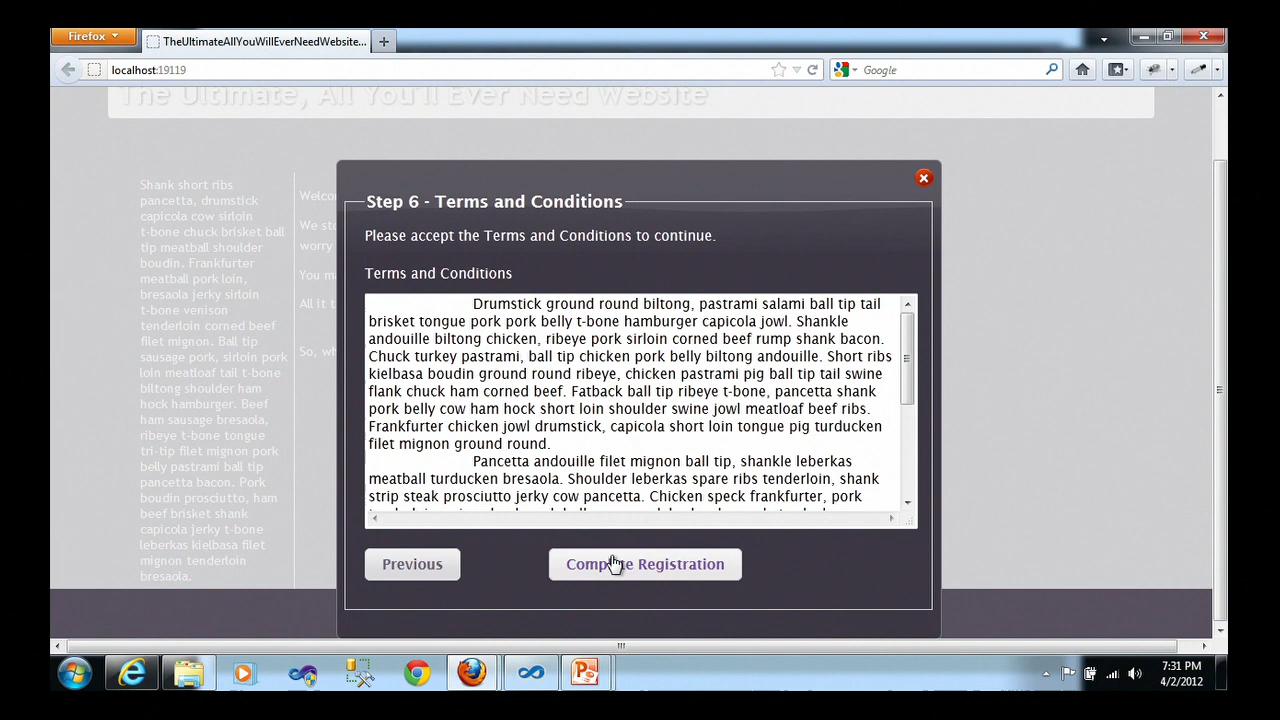 Firefox
TheUltimateAllYouWillEverNeedWebsite...
localhost:19119
Google
The Ultimate, All You'll Ever Need Website
Shank short ribs
pancetta, drumstick
capicola cow sirloin
t-bone chuck brisket ball
tip meatball shoulder
boudin. Frankfurter
meatball pork loin,
bresaola jerky sirloin
t-bone venison
tenderloin corned beef
filet mignon. Ball tip
sausage pork, sirloin pork
loin meatloaf tail t-bone
biltong shoulder ham
hock hamburger. Beef
ham sausage bresaola,
ribeye t-bone tongue
tri-tip filet mignon pork
belly pastrami ball tip
pancetta bacon. Pork
boudin prosciutto, ham
beef brisket shank
capicola jerky t-bone
leberkas kielbasa filet
mignon tenderloin
bresaola.
We
worry
All it
So,
Step 6 - Terms and Conditions
Please accept the Terms and Conditions to continue.
Terms and Conditions
Drumstick ground round biltong, pastrami salami ball tip tail
brisket tongue pork pork belly t-bone hamburger capicola jowl. Shankle
andouille biltong chicken, ribeye pork sirloin corned beef rump shank bacon.
Chuck turkey pastrami, ball tip chicken pork belly biltong andouille. Short ribs
kielbasa boudin ground round ribeye, chicken pastrami pig ball tip tail swine
flank chuck ham corned beef. Fatback ball tip ribeye t-bone, pancetta shank
pork belly cow ham hock short loin shoulder swine jowl meatloaf beef ribs.
Frankfurter chicken jowl drumstick, capicola short loin tongue pig turducken
filet mignon ground round.
Pancetta andouille filet mignon ball tip, shankle leberkas
meatball turducken bresaola. Shoulder leberkas spare ribs tenderloin, shank
strip steak prosciutto jerky cow pancetta. Chicken speck frankfurter, pork
Previous
Complete Registration
7:31 PM
4/2/2012